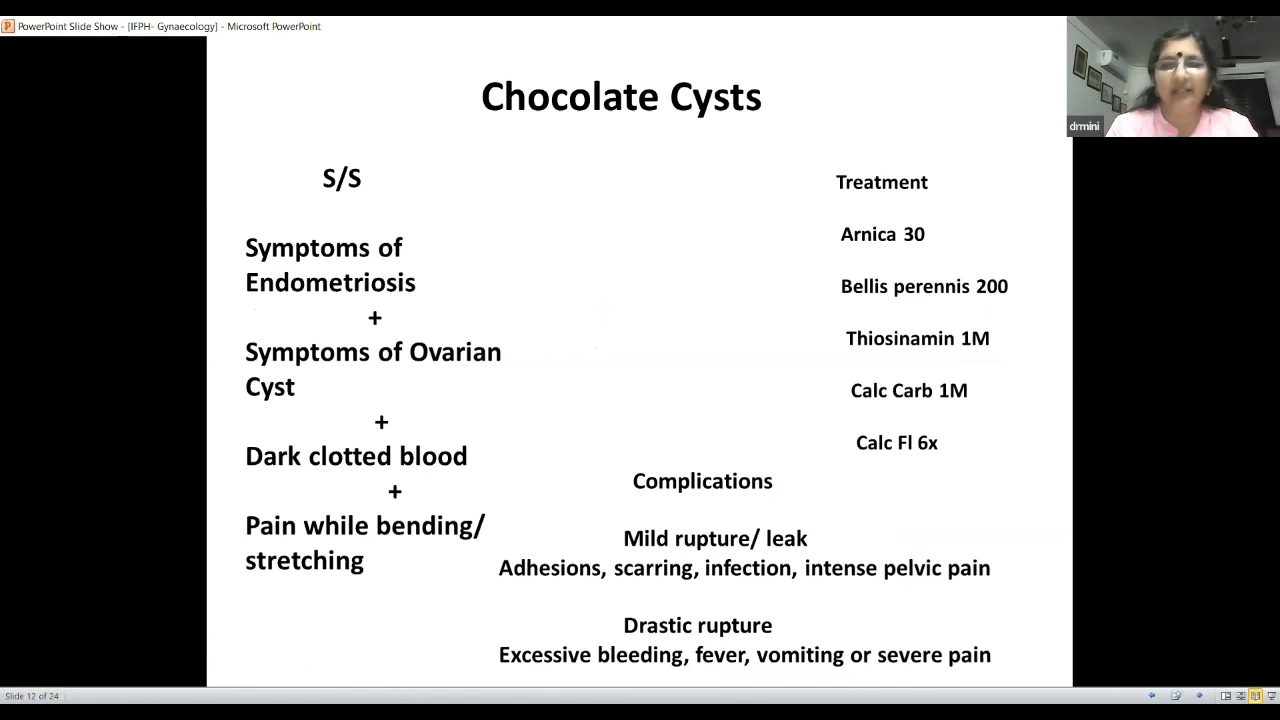 PowerPoint Slide Show - [IFPH- Gynaecology] - Microsoft PowerPoint
drmini
Chocolate Cysts
S/S
Symptoms of
Endometriosis
+
Symptoms of Ovarian
Cyst
+
Dark clotted blood
+
Pain while bending/
stretching
Treatment
Arnica 30
Bellis perennis 200
Thiosinamin 1M
Calc Carb 1M
Calc Fl 6x
Complications
Mild rupture/ leak
Adhesions, scarring, infection, intense pelvic pain
Drastic rupture
Excessive bleeding, fever, vomiting or severe pain
Slide 12 of 24